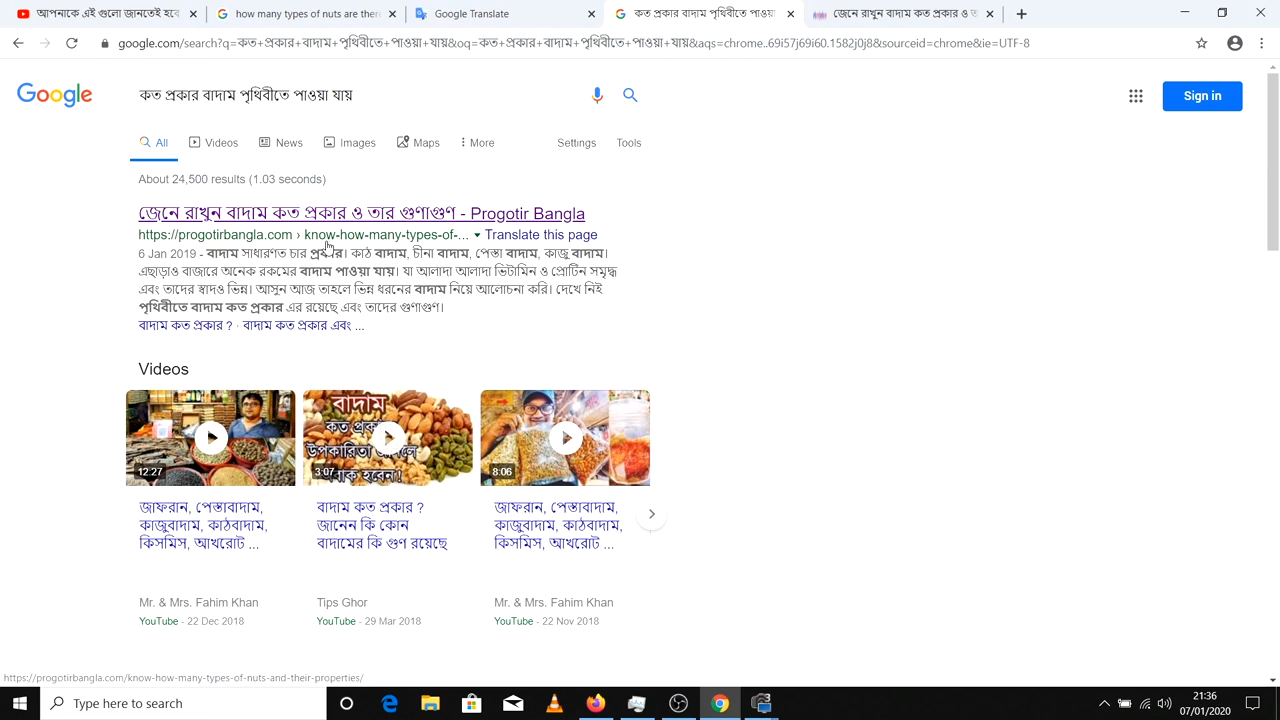 আপনাকে এই গুলো জানতেই হবে
how many types of nuts are ther
Google Translate
কত প্রকার বাদাম পৃথিবীতে পাওয়া
জেনে রাখুন বাদাম কত প্রকার ও ত
google.com/search?q=কত+প্রকার+বাদাম+পৃথিবীতে+পাওয়া+যায়&oq=কত+প্রকার+বাদাম+পৃথিবীতে+পাওয়া+যায়&aqs=chrome..69i57j69i60.1582j0j8&sourceid=chrome&ie=UTF-8
Google
কত প্রকার বাদাম পৃথিবীতে পাওয়া যায়
Sign in
All Videos News Images Maps More Settings Tools
About 24,500 results (1.03 seconds)
জেনে রাখুন বাদাম কত প্রকার ও তার গুণাগুণ - Progotir Bangla
https://progotirbangla.com › know-how-many-types-of-... Translate this page
6 Jan 2019 - বাদাম সাধারণত চার প্রকার। কাঠ বাদাম, চীনা বাদাম, পেস্তা বাদাম, কাজু বাদাম।
এছাড়াও বাজারে অনেক রকমের বাদাম পাওয়া যায়। যা আলাদা আলাদা ভিটামিন ও প্রোটিন সমৃদ্ধ
এবং তাদের স্বাদও ভিন্ন। আসুন আজ তাহলে ভিন্ন ধরনের বাদাম নিয়ে আলোচনা করি। দেখে নিই
পৃথিবীতে বাদাম কত প্রকার এর রয়েছে এবং তাদের গুণাগুণ।
বাদাম কত প্রকার ? · বাদাম কত প্রকার এবং ...
Videos
বাদাম
কত প্রকার
উপকারিতা জানলে
অবাক হবেন!
12:27
3:07
8:06
জাফরান, পেস্তাবাদাম,
কাজুবাদাম, কাঠবাদাম,
কিসমিস, আখরোট ...
Mr. & Mrs. Fahim Khan
YouTube - 22 Dec 2018
বাদাম কত প্রকার ?
জানেন কি কোন
বাদামের কি গুণ রয়েছে
Tips Ghor
YouTube - 29 Mar 2018
জাফরান, পেস্তাবাদাম,
কাজুবাদাম, কাঠবাদাম,
কিসমিস, আখরোট ...
Mr. & Mrs. Fahim Khan
YouTube - 22 Nov 2018
https://progotirbangla.com/know-how-many-types-of-nuts-and-their-properties/
Type here to search
21:36
07/01/2020